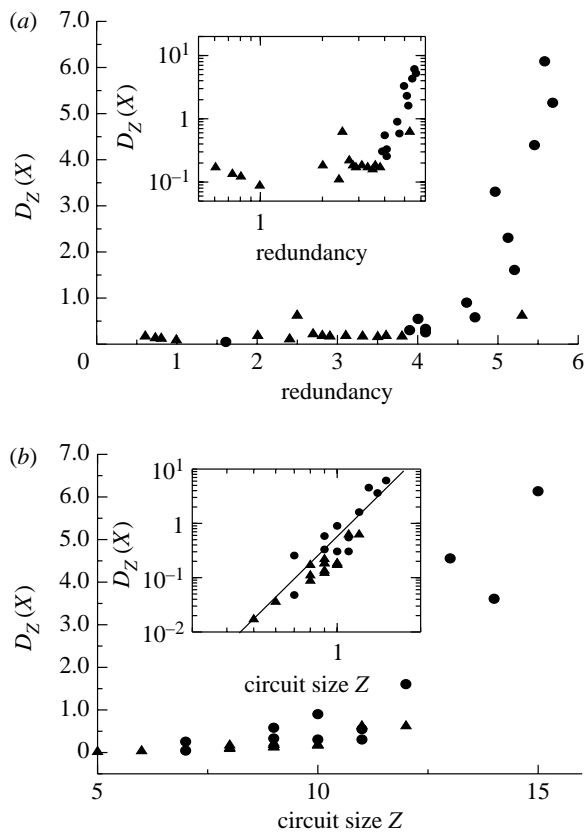 (a)
7.0
6.0
5.0
4.0
3.0
2.0
1.0
D_Z(X)
0 1 2 3 4 5 6
redundancy
10^1
1
10^−1
D_Z(X)
1
redundancy
(b)
7.0
6.0
5.0
4.0
3.0
2.0
1.0
0
D_Z(X)
5 10 15
circuit size Z
10^1
1
10^−1
10^−2
D_Z(X)
1
circuit size Z